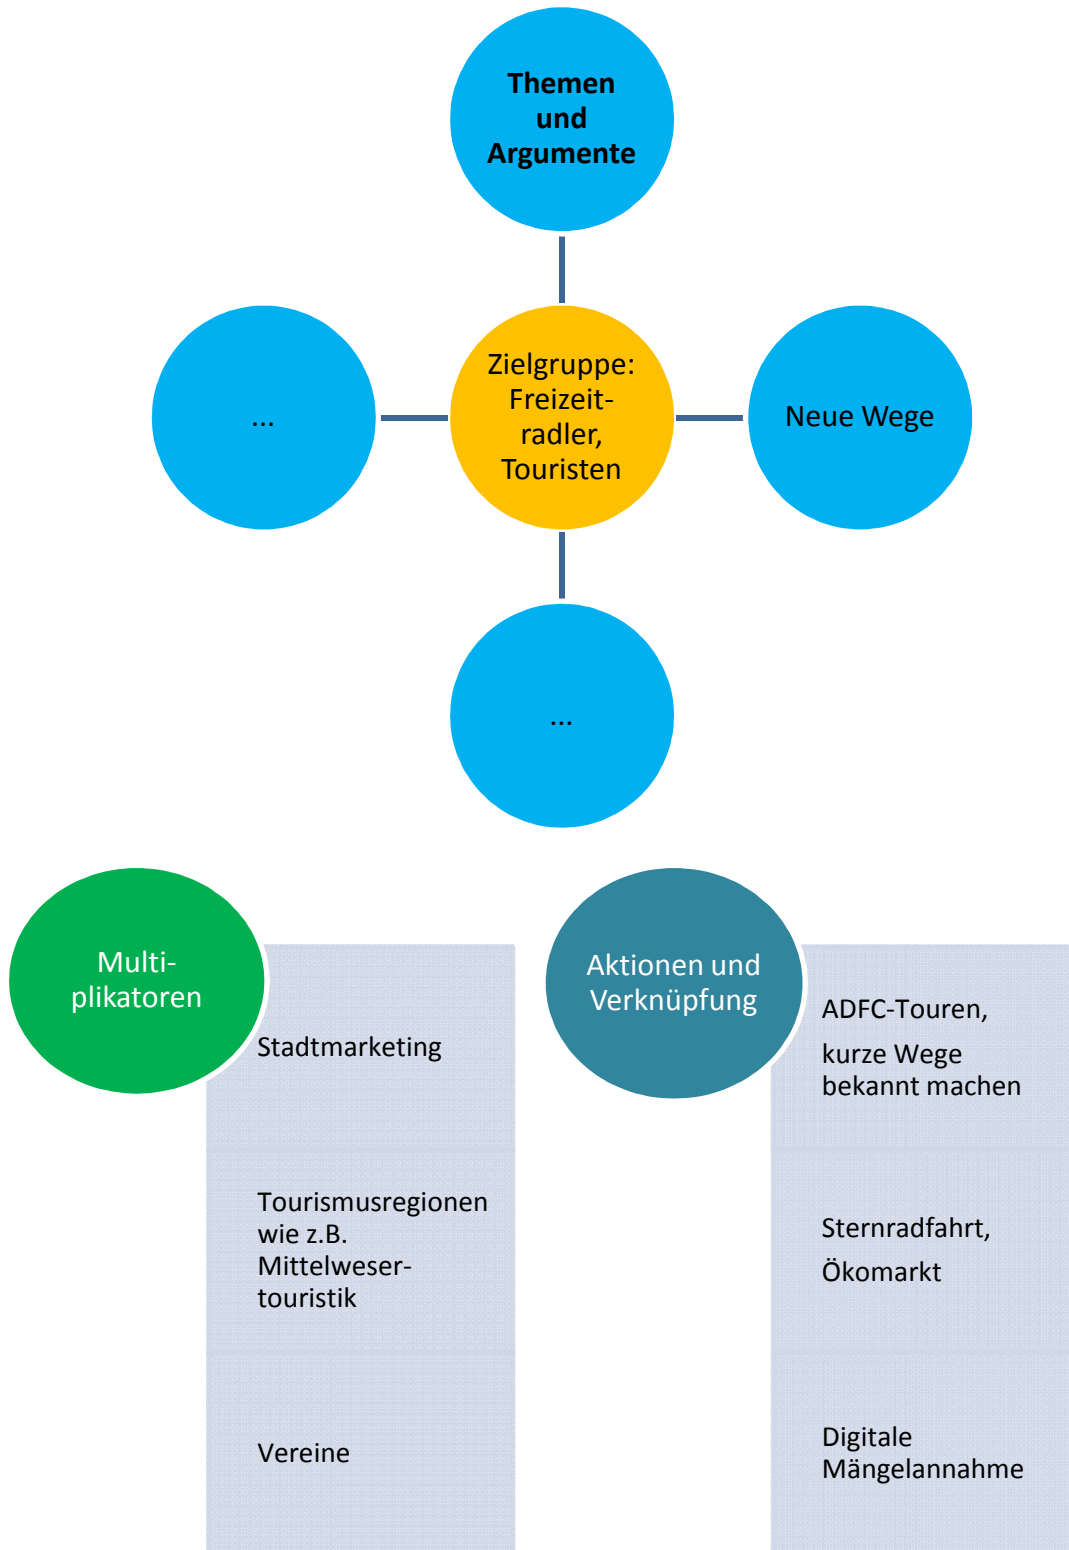 Themen
und
Argumente
...
Zielgruppe:
Freizeit-
radler,
Touristen
Neue Wege
...
Multi-
plikatoren
Stadtmarketing
Tourismusregionen
wie z.B.
Mittelweser-
touristik
Vereine
Aktionen und
Verknüpfung
ADFC-Touren,
kurze Wege
bekannt machen
Sternradfahrt,
Ökomarkt
Digitale
Mängelannahme